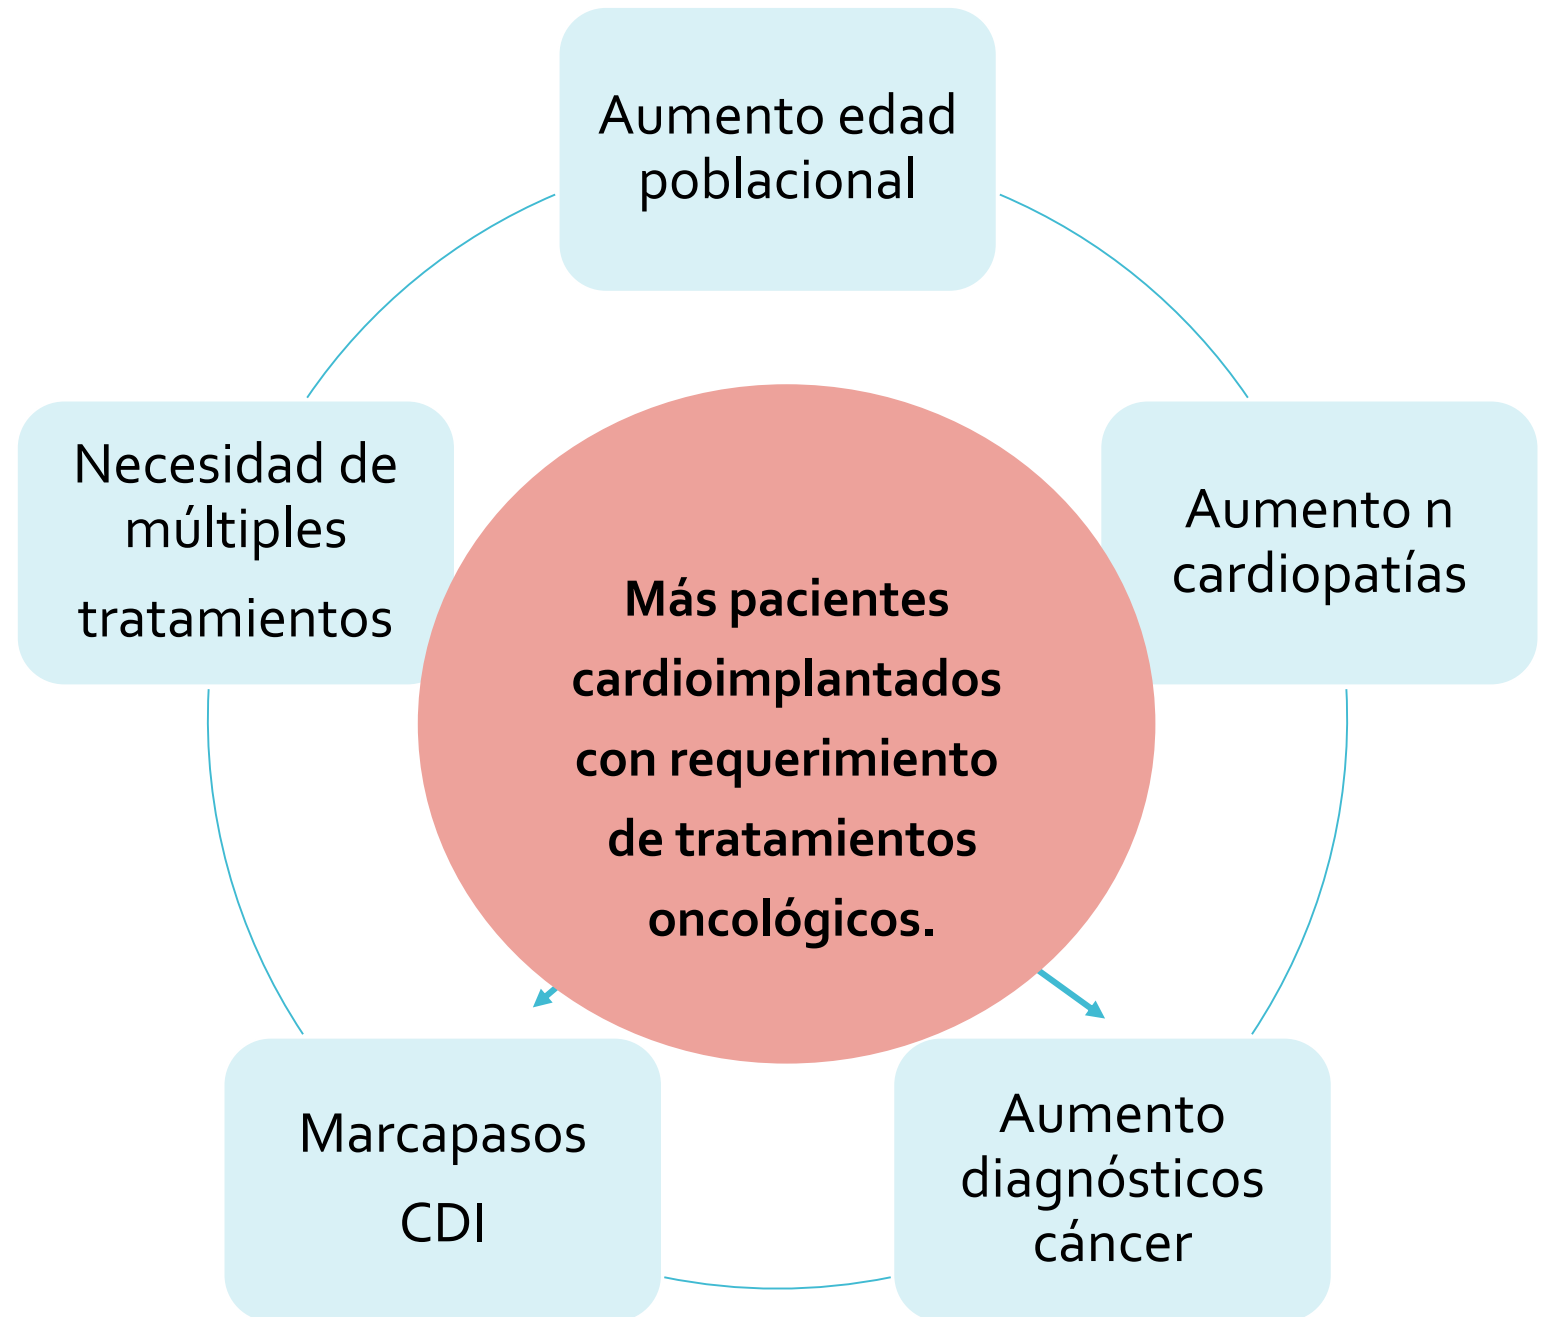 Aumento edad
poblacional
Necesidad de
múltiples
tratamientos
Aumento n
cardiopatías
Más pacientes
cardioimplantados
con requerimiento
de tratamientos
oncológicos.
Marcapasos
CDI
Aumento
diagnósticos
cáncer